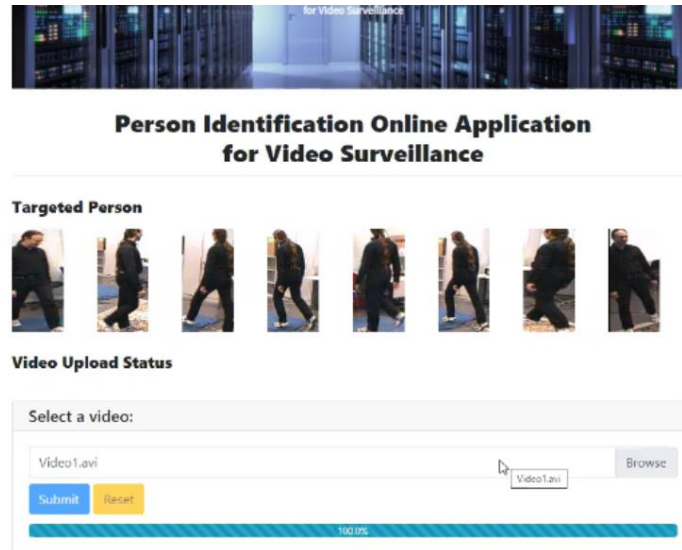 for Video Surveillance
Person Identification Online Application
for Video Surveillance
Targeted Person
Video Upload Status
Select a video:
Video1.avi
Browse
Video1.avi
Submit Reset
100.0%